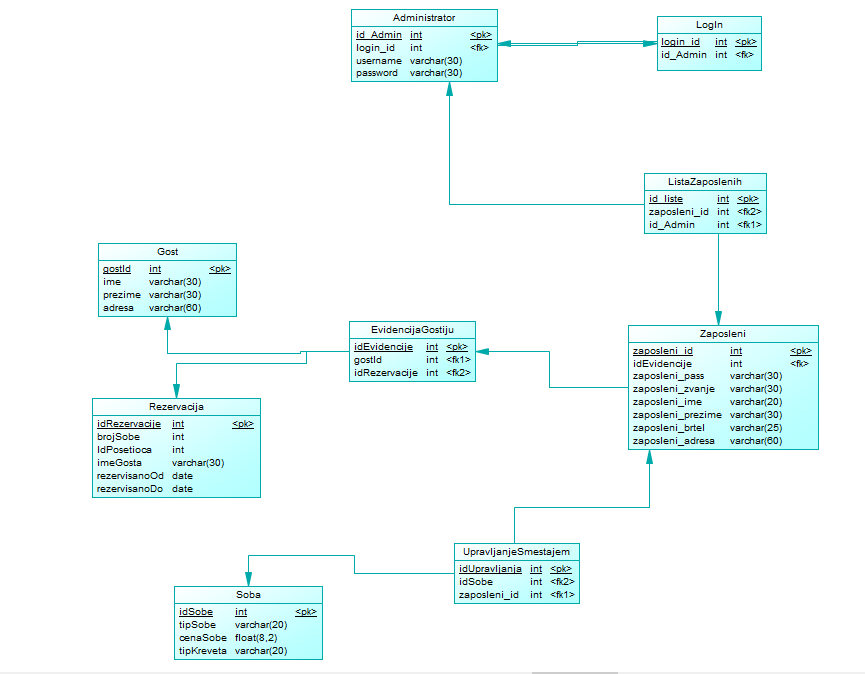 Administrator
id_Admin int <pk>
login_id int <fk>
username varchar(30)
password varchar(30)
LogIn
login_id int <pk>
id_Admin int <fk>
ListaZaposlenih
id_liste int <pk>
zaposleni_id int <fk2>
id_Admin int <fk1>
Gost
gostId int <pk>
ime varchar(30)
prezime varchar(30)
adresa varchar(60)
EvidencijaGostiju
idEvidencije int <pk>
gostId int <fk1>
idRezervacije int <fk2>
Zaposleni
zaposleni_id int <pk>
idEvidencije int <fk>
zaposleni_pass varchar(30)
zaposleni_zvanje varchar(30)
zaposleni_ime varchar(20)
zaposleni_prezime varchar(30)
zaposleni_brtel varchar(25)
zaposleni_adresa varchar(60)
Rezervacija
idRezervacije int <pk>
brojSobe int
IdPosetioca int
imeGosta varchar(30)
rezervisanoOd date
rezervisanoDo date
UpravljanjeSmestajem
idUpravljanja int <pk>
idSobe int <fk2>
zaposleni_id int <fk1>
Soba
idSobe int <pk>
tipSobe varchar(20)
cenaSobe float(8,2)
tipKreveta varchar(20)